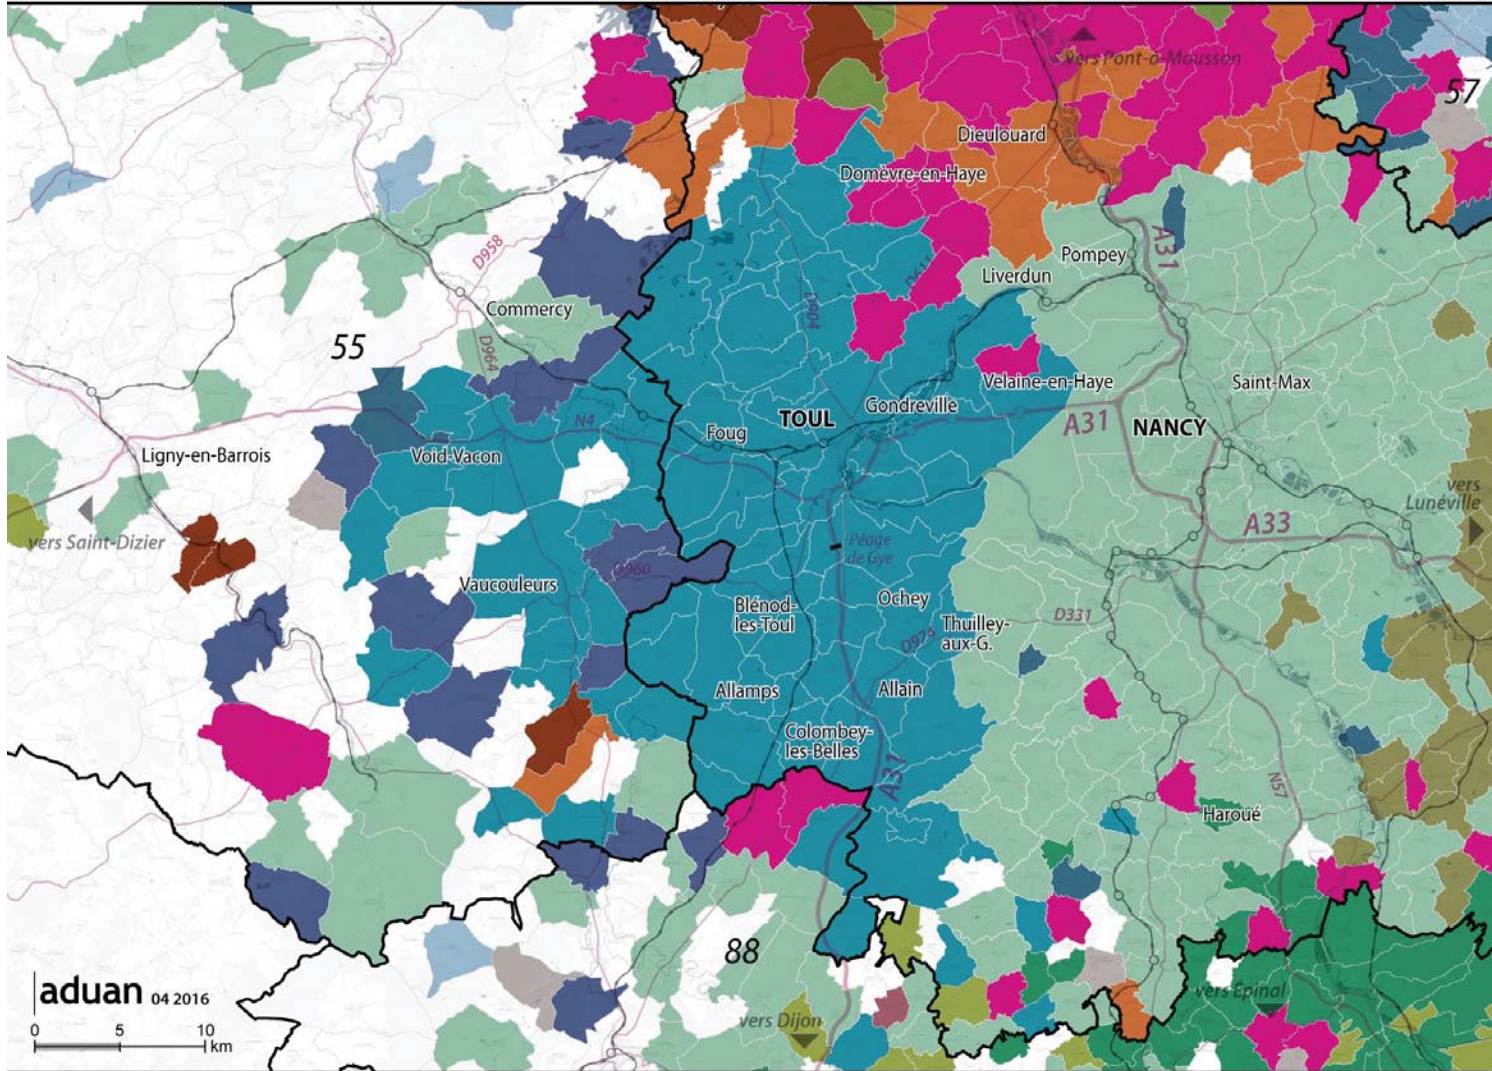 vers Pont-à-Mousson
57
Dieulouard
Domèvre-en-Haye
A31
D958
Pompey
D611
Liverdun
Commercy
D904
55
D964
Velaine-en-Haye
Saint-Max
Gondreville
TOUL
N4
Foug
A31
NANCY
Ligny-en-Barrois
Void-Vacon
vers
Lunéville
A33
vers Saint-Dizier
Péage
de Gye
D960
Vaucouleurs
Ochey
Blénod-
les-Toul
D331
Thuilley-
aux-G.
D974
Allamps
Allain
Colombey-
les-Belles
A31
N57
Haroué
88
aduan 04 2016
vers Epinal
vers Dijon
0 5 10
km